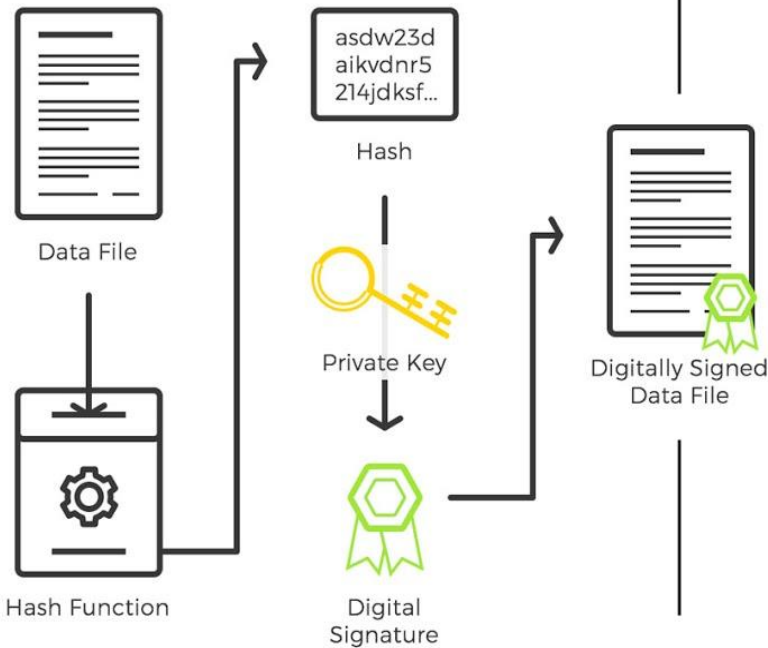 Data File
Hash Function
asdw23d
aikvdnr5
214jdksf...
Hash
Private Key
Digital
Signature
Digitally Signed
Data File